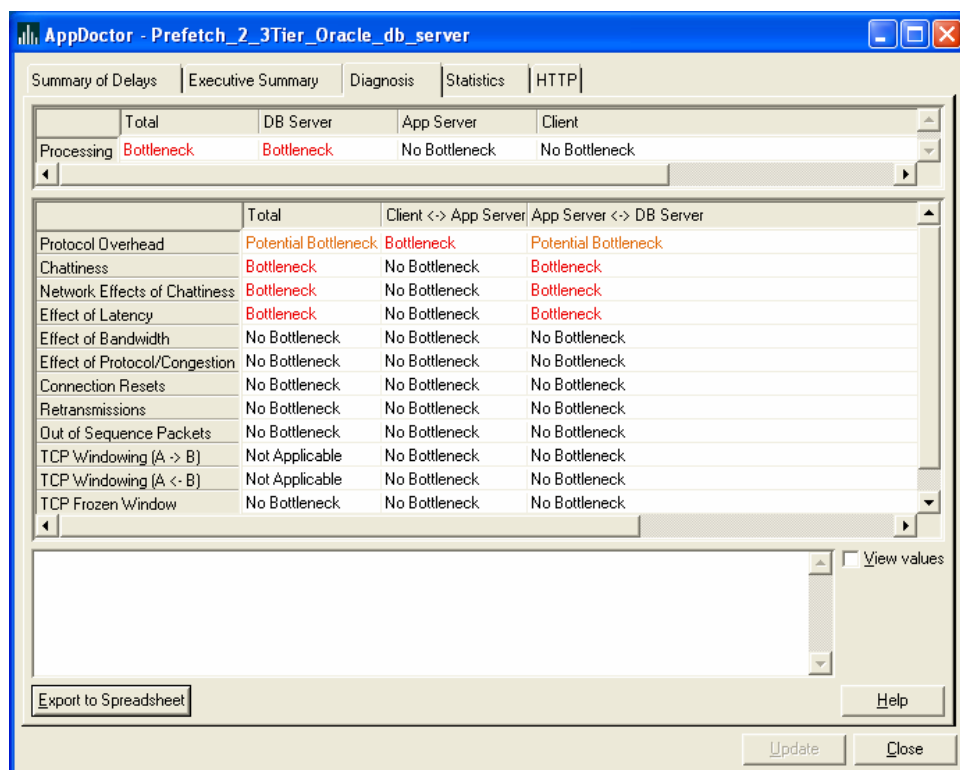 AppDoctor - Prefetch_2_3Tier_Oracle_db_server
Summary of Delays Executive Summary Diagnosis Statistics HTTP
Total DB Server App Server Client
Processing Bottleneck Bottleneck No Bottleneck No Bottleneck
Total Client <-> App Server App Server <-> DB Server
Protocol Overhead Potential Bottleneck Bottleneck Potential Bottleneck
Chattiness Bottleneck No Bottleneck Bottleneck
Network Effects of Chattiness Bottleneck No Bottleneck Bottleneck
Effect of Latency Bottleneck No Bottleneck Bottleneck
Effect of Bandwidth No Bottleneck No Bottleneck No Bottleneck
Effect of Protocol/Congestion No Bottleneck No Bottleneck No Bottleneck
Connection Resets No Bottleneck No Bottleneck No Bottleneck
Retransmissions No Bottleneck No Bottleneck No Bottleneck
Out of Sequence Packets No Bottleneck No Bottleneck No Bottleneck
TCP Windowing (A -> B) Not Applicable No Bottleneck No Bottleneck
TCP Windowing (A <- B) Not Applicable No Bottleneck No Bottleneck
TCP Frozen Window No Bottleneck No Bottleneck No Bottleneck
View values
Export to Spreadsheet Help
Update Close